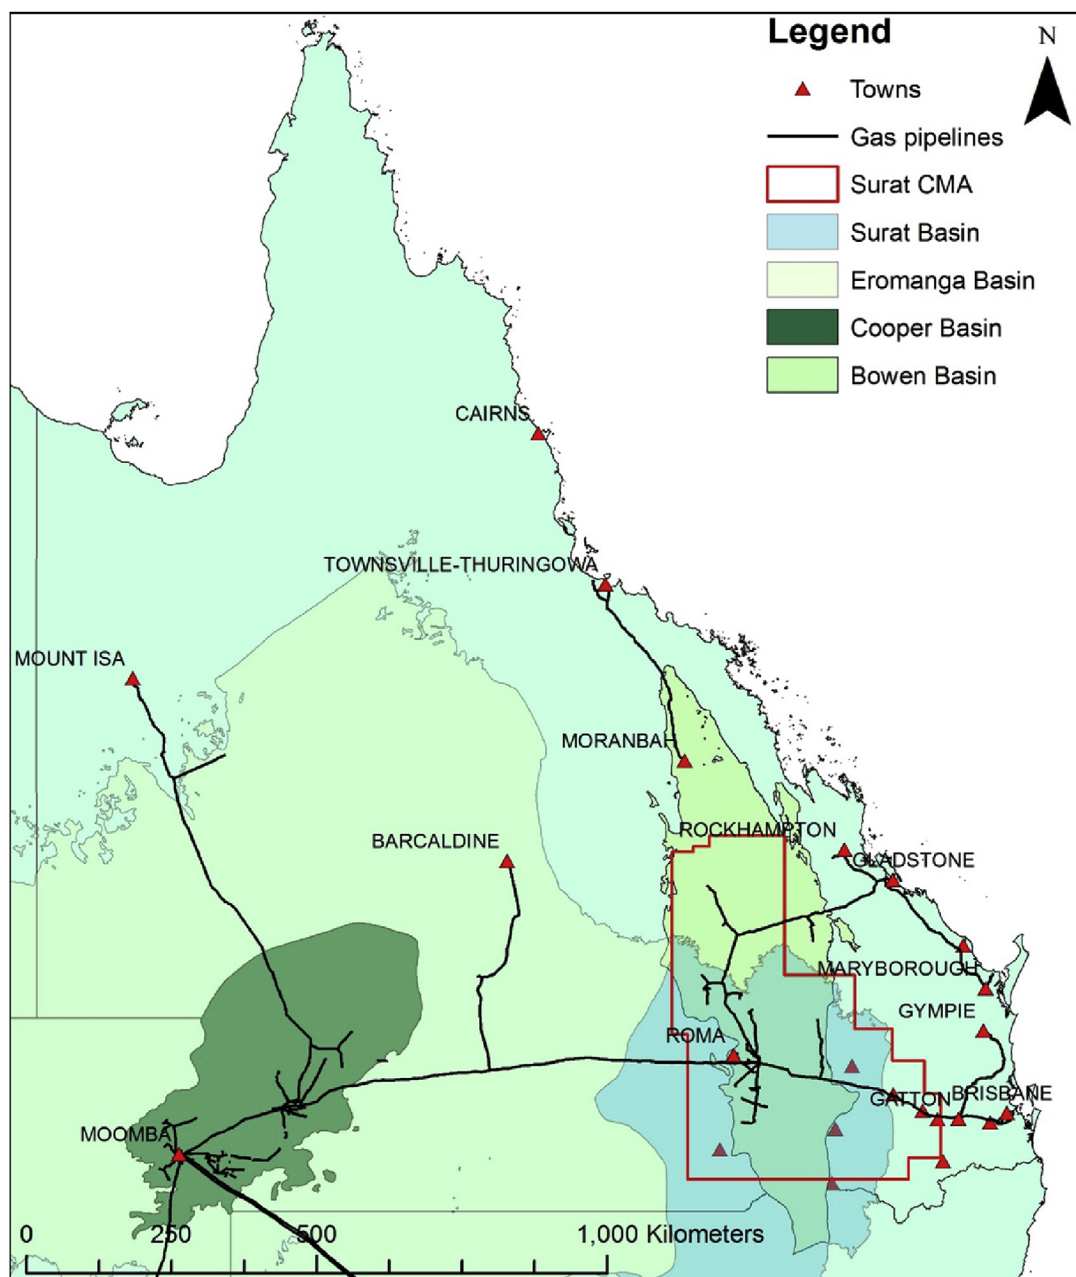 Legend
N
Towns
Gas pipelines
Surat CMA
Surat Basin
Eromanga Basin
Cooper Basin
Bowen Basin
CAIRNS
TOWNSVILLE-THURINGOWA
MOUNT ISA
MORANBAH
ROCKHAMPTON
BARCALDINE
GLADSTONE
MARYBOROUGH
GYMPIE
ROMA
GATTON
BRISBANE
MOOMBA
0 250 500 1,000 Kilometers